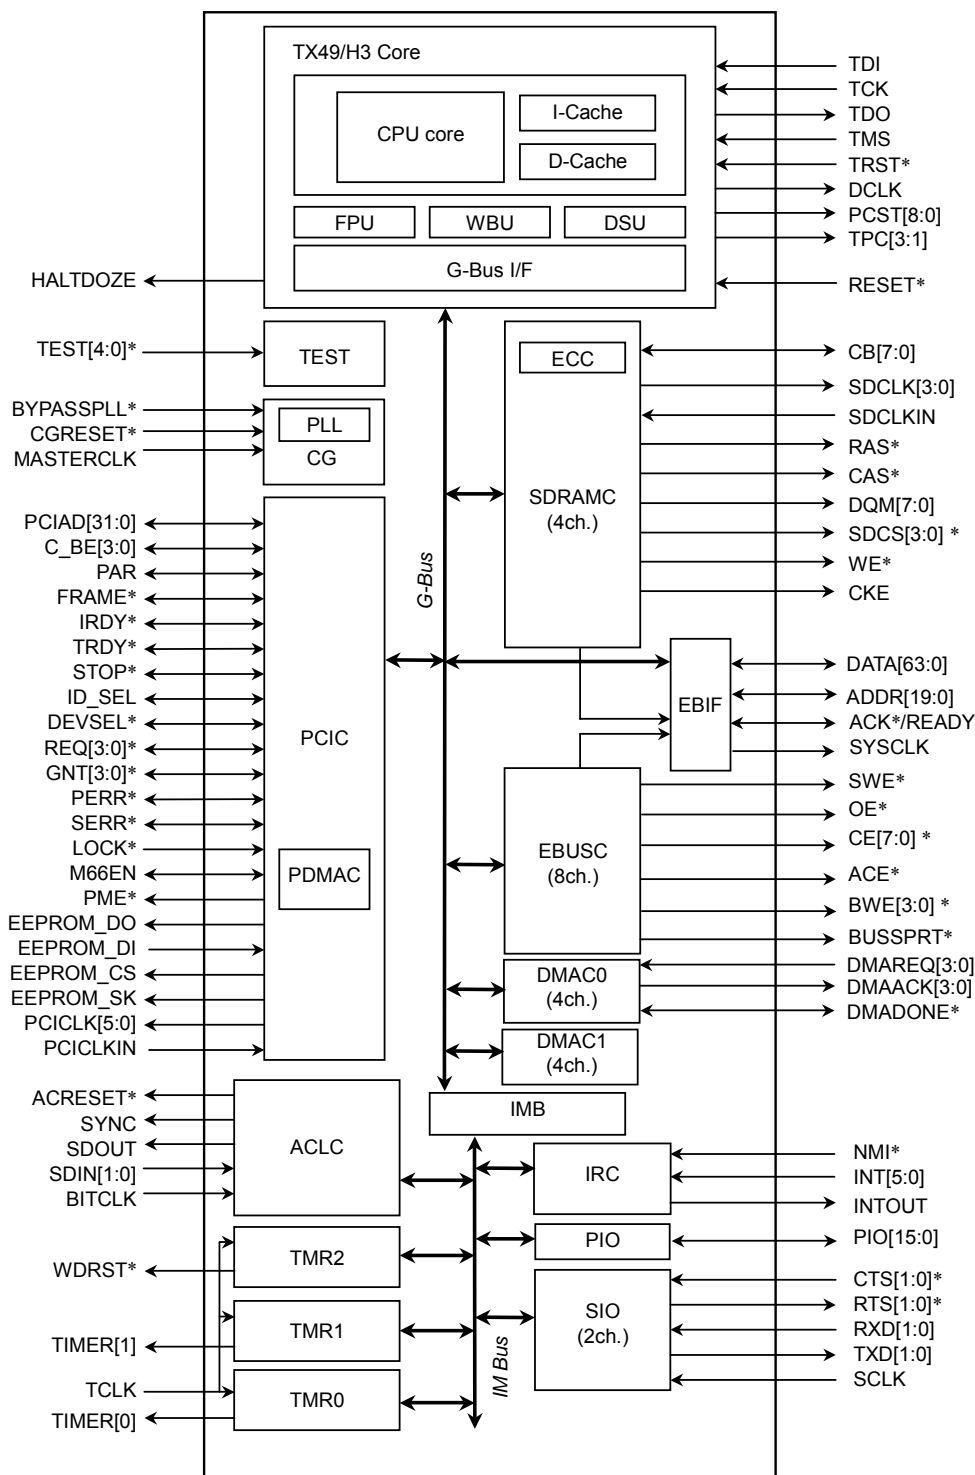 TX49/H3 Core
CPU core
I-Cache
D-Cache
FPU
WBU
DSU
G-Bus I/F
TDI
TCK
TDO
TMS
TRST*
DCLK
PCST[8:0]
TPC[3:1]
RESET*
HALTDOZE
TEST[4:0]*
TEST
BYPASSPLL*
CGRESET*
MASTERCLK
PLL
CG
PCIAD[31:0]
C_BE[3:0]
PAR
FRAME*
IRDY*
TRDY*
STOP*
ID_SEL
DEVSEL*
REQ[3:0]*
GNT[3:0]*
PERR*
SERR*
LOCK*
M66EN
PME*
EEPROM_DO
EEPROM_DI
EEPROM_CS
EEPROM_SK
PCICLK[5:0]
PCICLKIN
PCIC
PDMAC
G-Bus
ECC
SDRAMC
(4ch.)
CB[7:0]
SDCLK[3:0]
SDCLKIN
RAS*
CAS*
DQM[7:0]
SDCS[3:0] *
WE*
CKE
EBIF
DATA[63:0]
ADDR[19:0]
ACK*/READY
SYSCLK
EBUSC
(8ch.)
SWE*
OE*
CE[7:0] *
ACE*
BWE[3:0] *
BUSSPRT*
DMAC0
(4ch.)
DMAREQ[3:0]
DMAACK[3:0]
DMADONE*
DMAC1
(4ch.)
IMB
ACRESET*
SYNC
SDOUT
SDIN[1:0]
BITCLK
ACLC
IRC
NMI*
INT[5:0]
INTOUT
PIO
PIO[15:0]
WDRST*
TMR2
TIMER[1]
TMR1
TCLK
TIMER[0]
TMR0
IM Bus
SIO
(2ch.)
CTS[1:0]*
RTS[1:0]*
RXD[1:0]
TXD[1:0]
SCLK